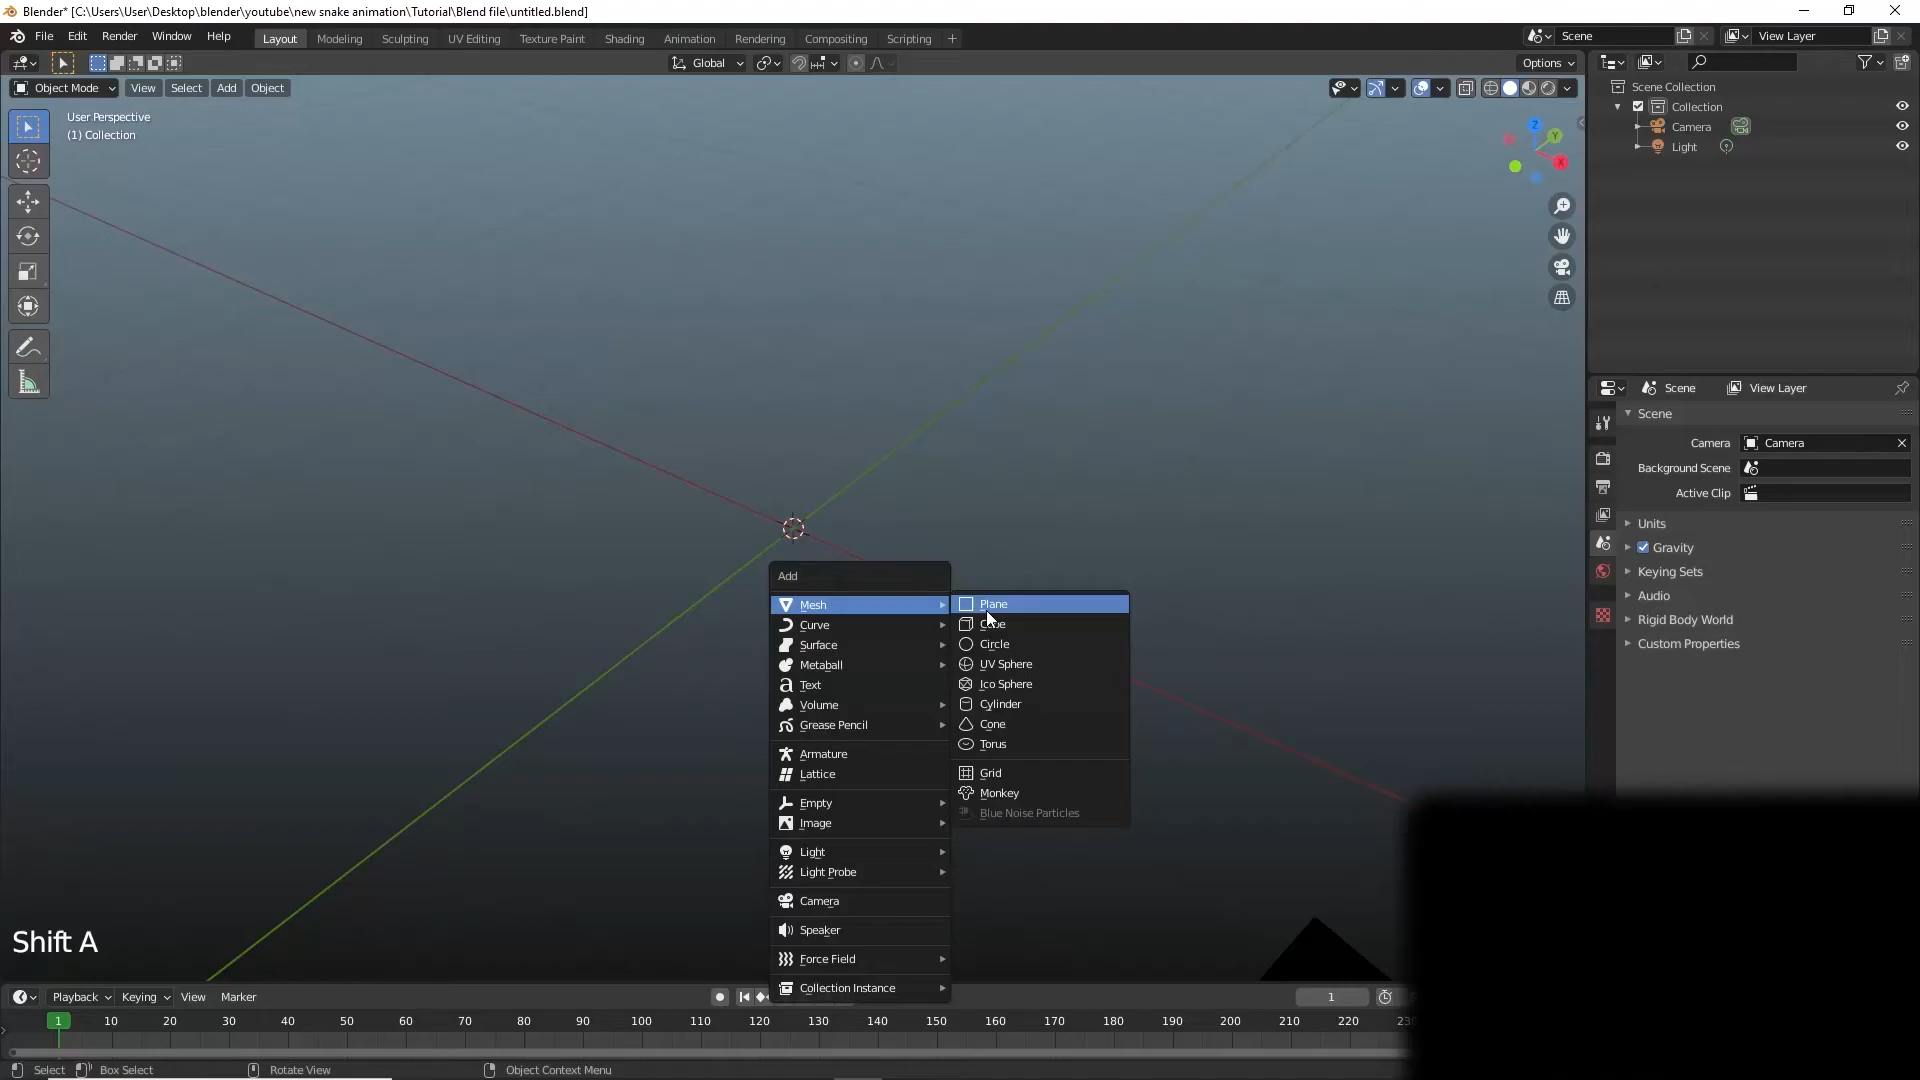 Blender* [C:\Users\User\Desktop\blender\youtube\new snake animation\Tutorial\Blend file\untitled.blend]
File Edit Render Window Help Layout Modeling Sculpting UV Editing Texture Paint Shading Animation Rendering Compositing Scripting + Scene View Layer
Global Options
Object Mode View Select Add Object
User Perspective
(1) Collection
Z
Y
X
Scene Collection
Collection
Camera
Light
Scene View Layer
Scene
Camera Camera
Background Scene
Active Clip
Units
Gravity
Keying Sets
Audio
Rigid Body World
Custom Properties
Add
Mesh
Curve
Surface
Metaball
Text
Volume
Grease Pencil
Armature
Lattice
Empty
Image
Light
Light Probe
Camera
Speaker
Force Field
Collection Instance
Plane
Cube
Circle
UV Sphere
Ico Sphere
Cylinder
Cone
Torus
Grid
Monkey
Blue Noise Particles
Shift A
Playback Keying View Marker 1
1 10 20 30 40 50 60 70 80 90 100 110 120 130 140 150 160 170 180 190 200 210 220
Select Box Select Rotate View Object Context Menu